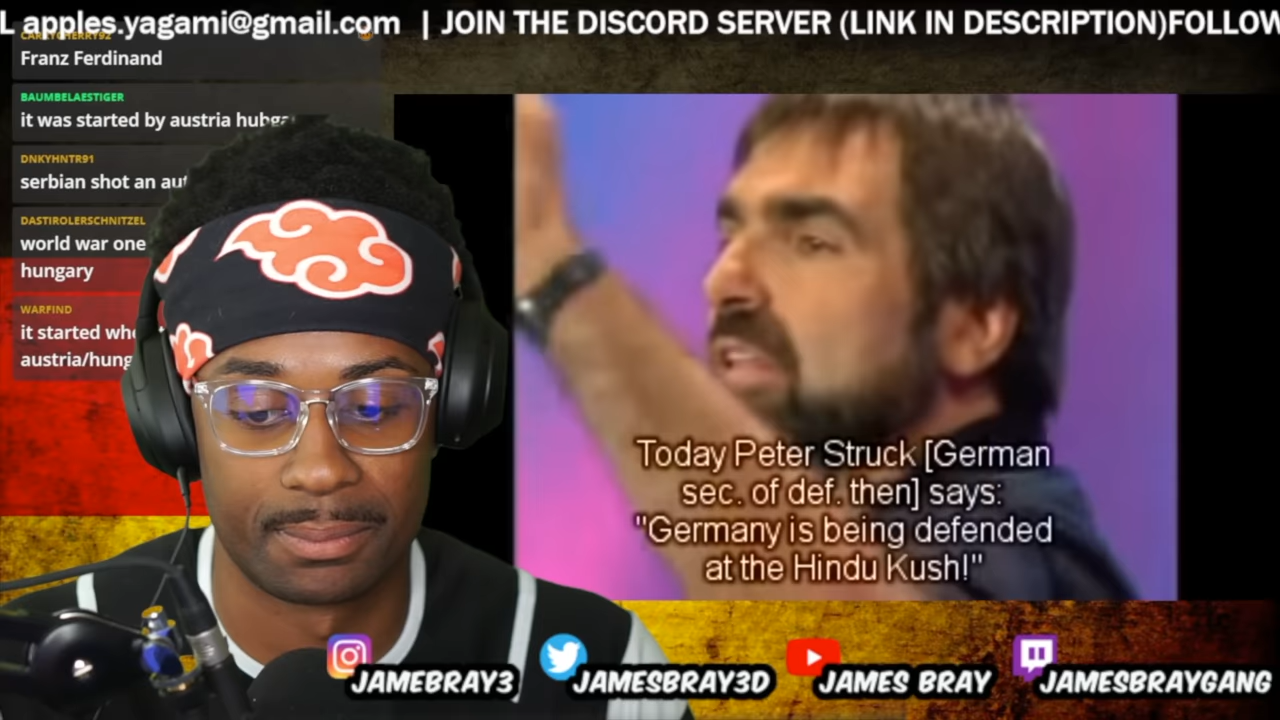 L apples.yagami@gmail.com | JOIN THE DISCORD SERVER (LINK IN DESCRIPTION)FOLLOW
Franz Ferdinand
BAUMBELAESTIGER
it was started by austria
DNKYHNTR91
serbian shot an
DASTIROLERSCHNITZEL
world war one
hungary
WARFIND
it started
austria/hung
Today Peter Struck [German
sec. of def. then] says:
"Germany is being defended
at the Hindu Kush!"
JAMEBRAY3
JAMESBRAY3D
JAMES BRAY
JAMESBRAYGANG